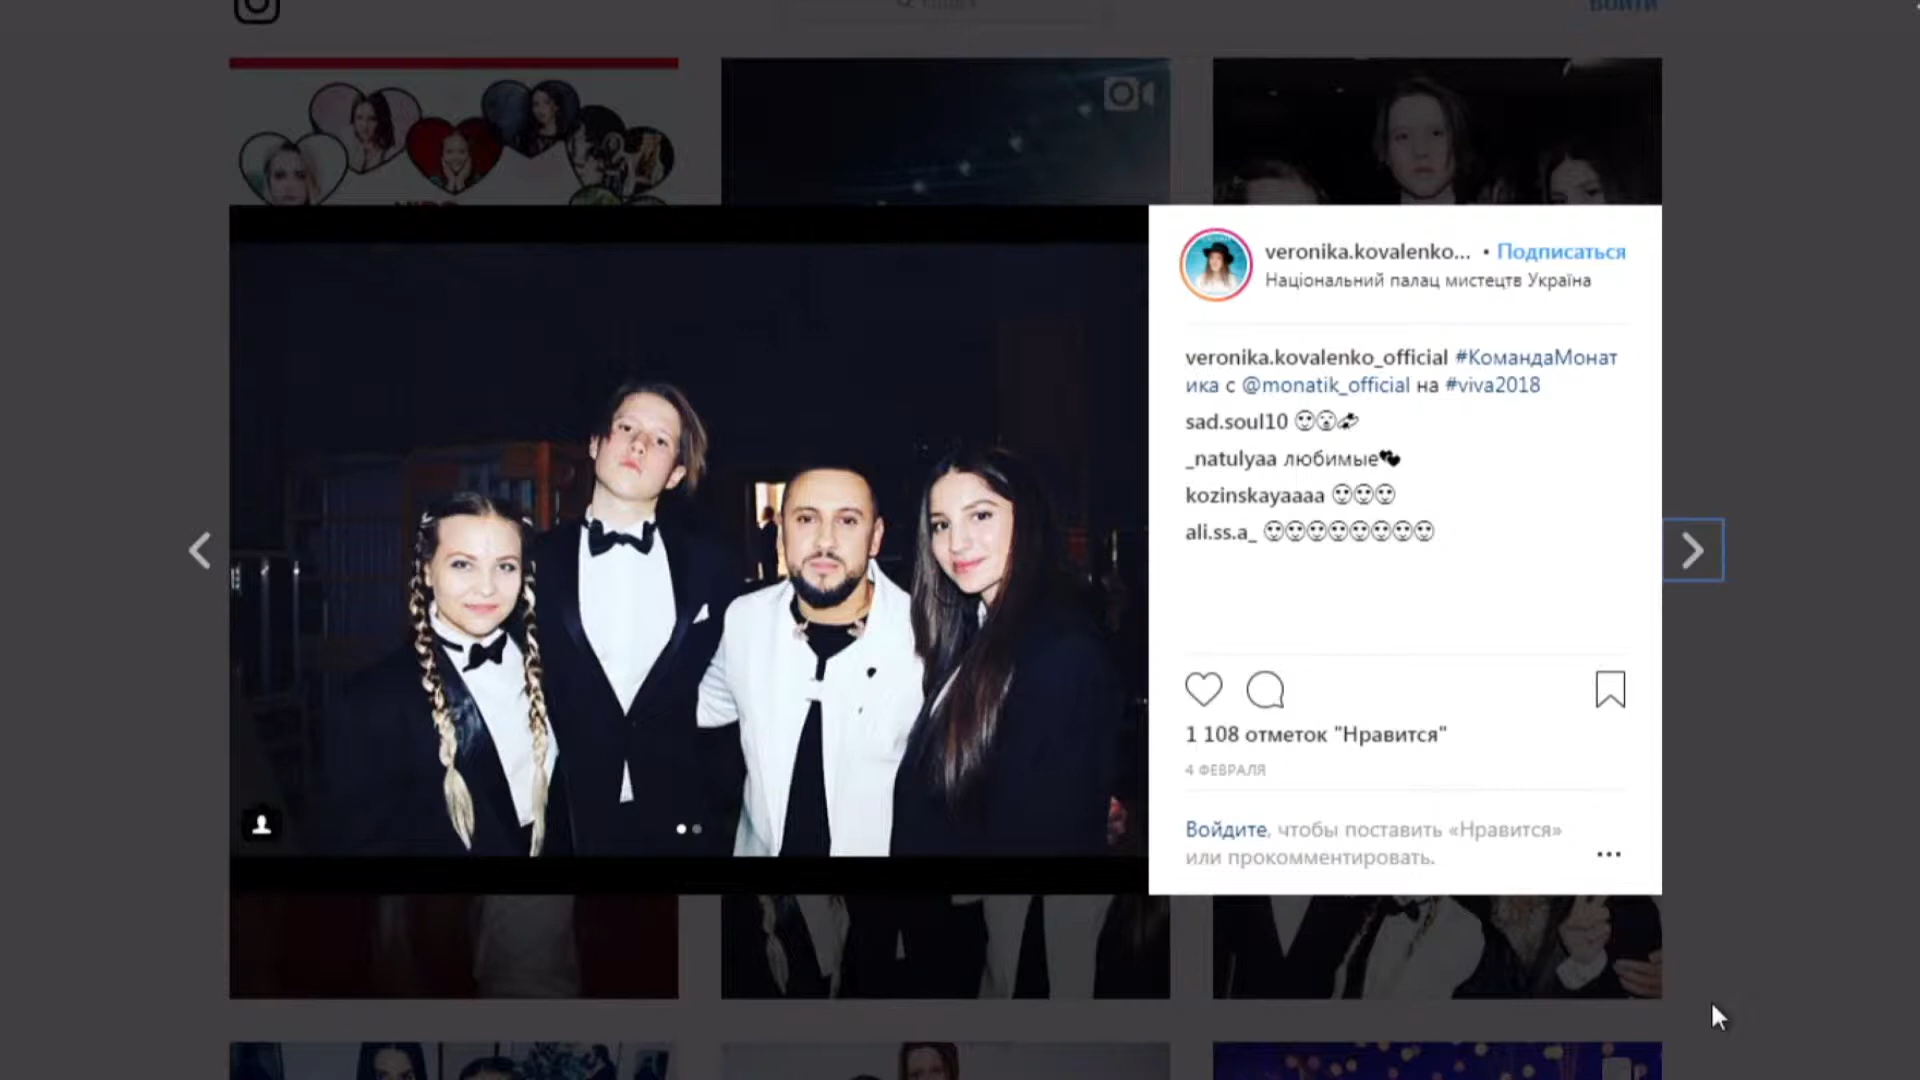 veronika.kovalenko... • Подписаться
Національний палац мистецтв Україна
veronika.kovalenko_official #КомандаМонат
ика с @monatik_official на #viva2018
sad.soul10
_natulyaa любимые
kozinskayaaaa
ali.ss.a_
1 108 отметок "Нравится"
4 ФЕВРАЛЯ
Войдите, чтобы поставить «Нравится»
или прокомментировать.